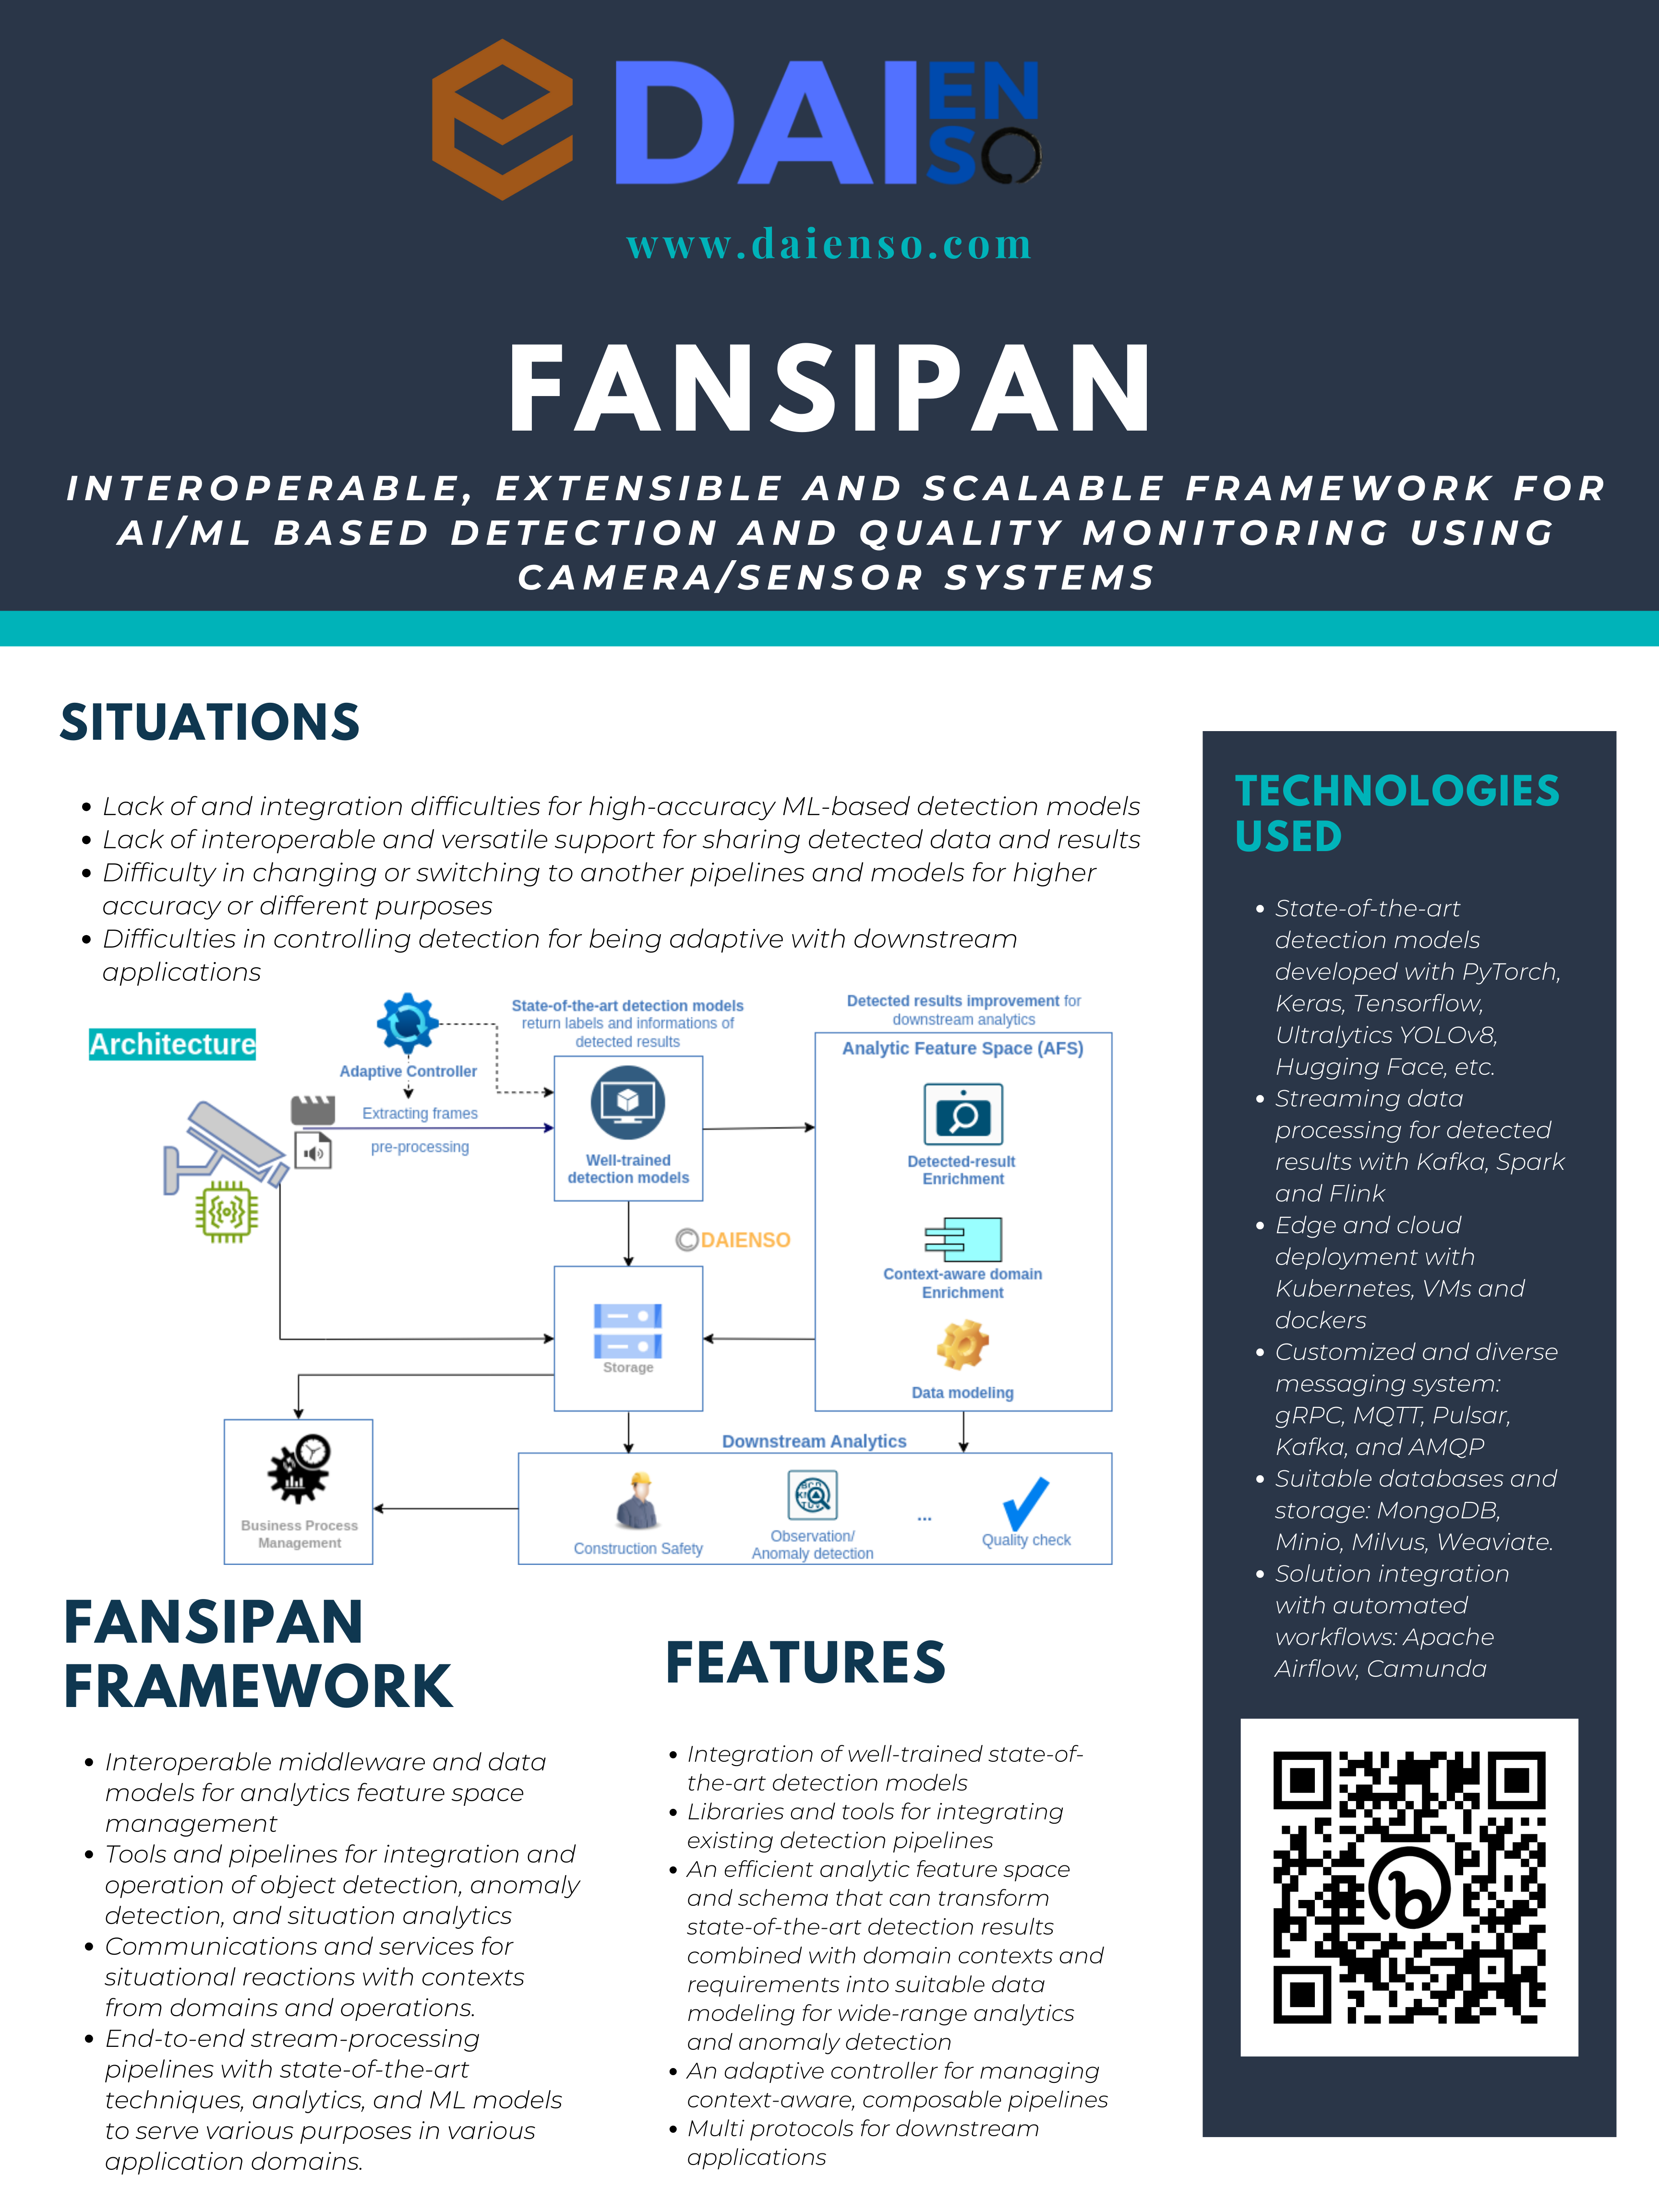 DAI
EN
SO
www.daienso.com
FANSIPAN
INTEROPERABLE, EXTENSIBLE AND SCALABLE FRAMEWORK FOR
AI/ML BASED DETECTION AND QUALITY MONITORING USING
CAMERA/SENSOR SYSTEMS
SITUATIONS
• Lack of and integration difficulties for high-accuracy ML-based detection models
• Lack of interoperable and versatile support for sharing detected data and results
• Difficulty in changing or switching to another pipelines and models for higher
accuracy or different purposes
• Difficulties in controlling detection for being adaptive with downstream
applications
Architecture
Adaptive Controller
Extracting frames
pre-processing
State-of-the-art detection models
return labels and informations of
detected results
Well-trained
detection models
Detected results improvement for
downstream analytics
Analytic Feature Space (AFS)
Detected-result
Enrichment
Context-aware domain
Enrichment
Data modeling
©DAIENSO
Storage
Business Process
Management
Downstream Analytics
Construction Safety
Observation/
Anomaly detection
...
Quality check
FANSIPAN
FRAMEWORK
• Interoperable middleware and data
models for analytics feature space
management
• Tools and pipelines for integration and
operation of object detection, anomaly
detection, and situation analytics
• Communications and services for
situational reactions with contexts
from domains and operations.
• End-to-end stream-processing
pipelines with state-of-the-art
techniques, analytics, and ML models
to serve various purposes in various
application domains.
FEATURES
• Integration of well-trained state-of-
the-art detection models
• Libraries and tools for integrating
existing detection pipelines
• An efficient analytic feature space
and schema that can transform
state-of-the-art detection results
combined with domain contexts and
requirements into suitable data
modeling for wide-range analytics
and anomaly detection
• An adaptive controller for managing
context-aware, composable pipelines
• Multi protocols for downstream
applications
TECHNOLOGIES
USED
• State-of-the-art
detection models
developed with PyTorch,
Keras, Tensorflow,
Ultralytics YOLOv8,
Hugging Face, etc.
• Streaming data
processing for detected
results with Kafka, Spark
and Flink
• Edge and cloud
deployment with
Kubernetes, VMs and
dockers
• Customized and diverse
messaging system:
gRPC, MQTT, Pulsar,
Kafka, and AMQP
• Suitable databases and
storage: MongoDB,
Minio, Milvus, Weaviate.
• Solution integration
with automated
workflows: Apache
Airflow, Camunda